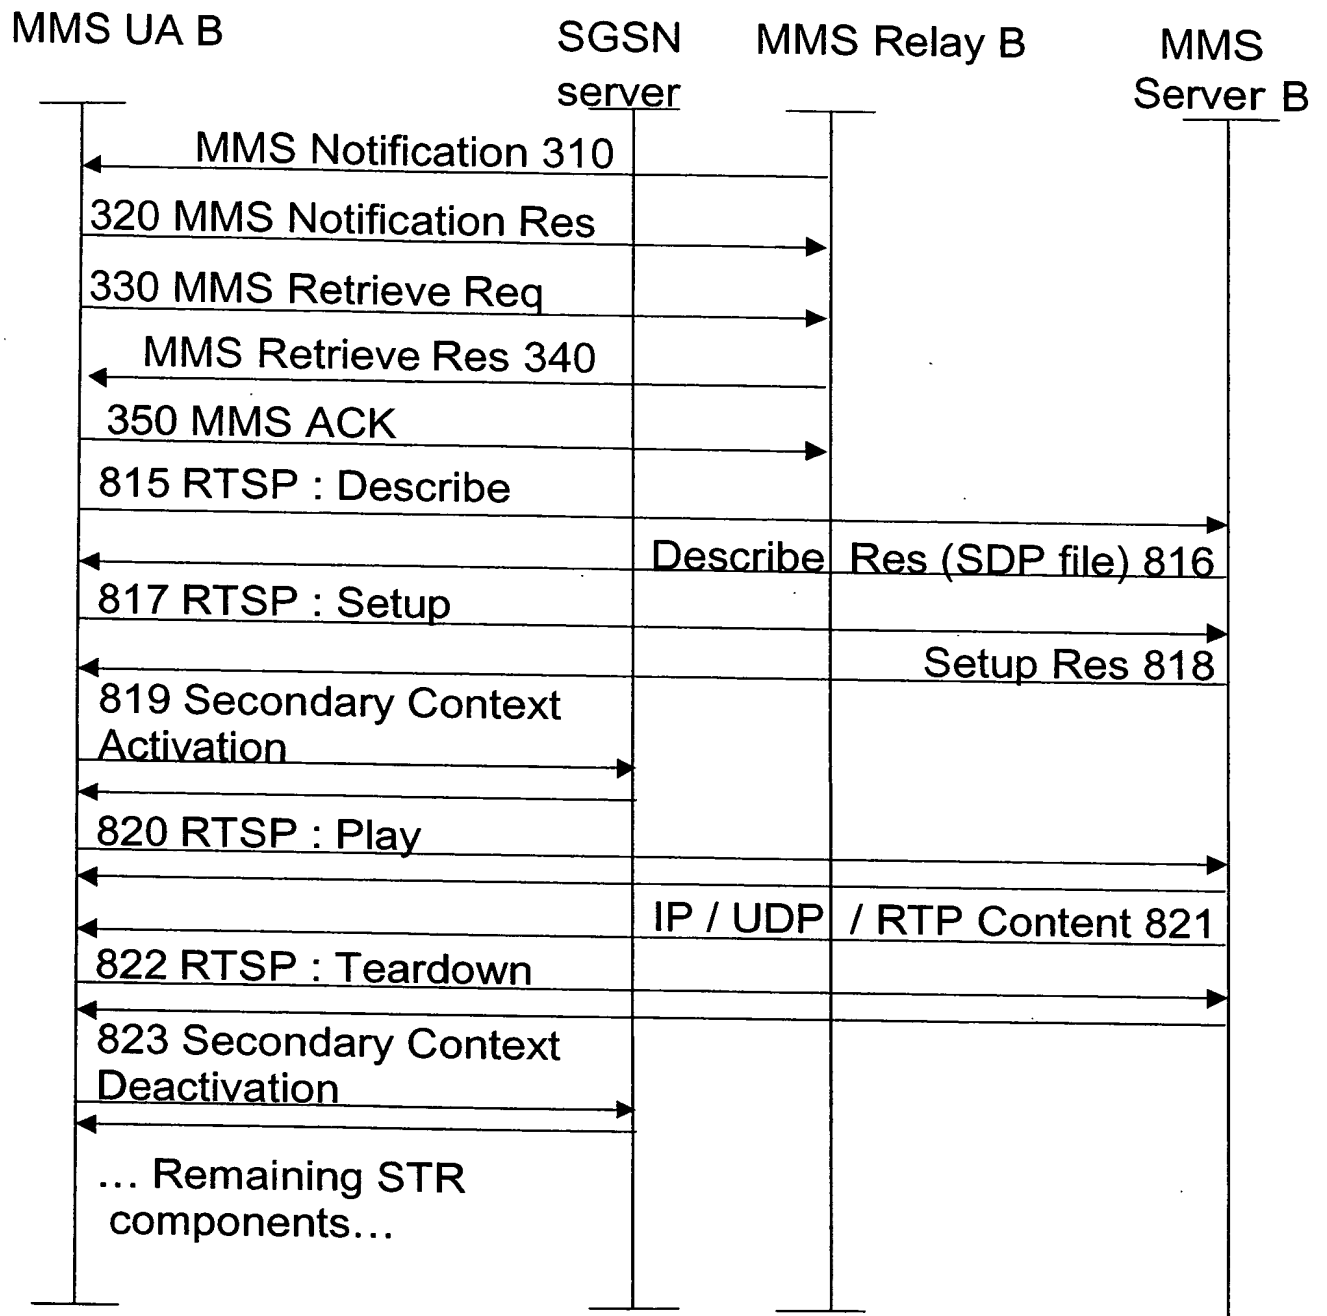 MMS UA B
SGSN
server
MMS Relay B
MMS
Server B
MMS Notification 310
320 MMS Notification Res
330 MMS Retrieve Req
MMS Retrieve Res 340
350 MMS ACK
815 RTSP : Describe
Describe Res (SDP file) 816
817 RTSP : Setup
Setup Res 818
819 Secondary Context
Activation
820 RTSP : Play
IP / UDP / RTP Content 821
822 RTSP : Teardown
823 Secondary Context
Deactivation
... Remaining STR
components...